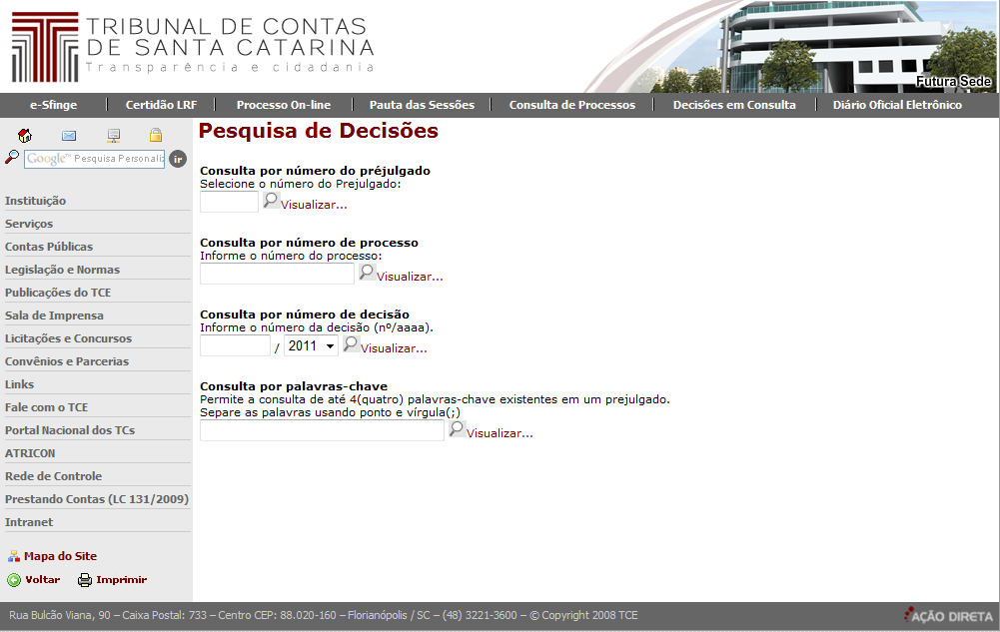 TRIBUNAL DE CONTAS
DE SANTA CATARINA
Transparência e cidadania
Futura Sede
e-Sfinge
Certidão LRF
Processo On-line
Pauta das Sessões
Consulta de Processos
Decisões em Consulta
Diário Oficial Eletrônico
Google™ Pesquisa Personaliz
ir
Instituição
Serviços
Contas Públicas
Legislação e Normas
Publicações do TCE
Sala de Imprensa
Licitações e Concursos
Convênios e Parcerias
Links
Fale com o TCE
Portal Nacional dos TCs
ATRICON
Rede de Controle
Prestando Contas (LC 131/2009)
Intranet
Mapa do Site
Voltar
Imprimir
Pesquisa de Decisões
Consulta por número do préjulgado
Selecione o número do Prejulgado:
Visualizar...
Consulta por número de processo
Informe o número do processo:
Visualizar...
Consulta por número de decisão
Informe o número da decisão (nº/aaaa).
/ 2011 Visualizar...
Consulta por palavras-chave
Permite a consulta de até 4(quatro) palavras-chave existentes em um prejulgado.
Separe as palavras usando ponto e vírgula(;)
Visualizar...
Rua Bulcão Viana, 90 – Caixa Postal: 733 – Centro CEP: 88.020-160 – Florianópolis / SC – (48) 3221-3600 – © Copyright 2008 TCE
AÇÃO DIRETA